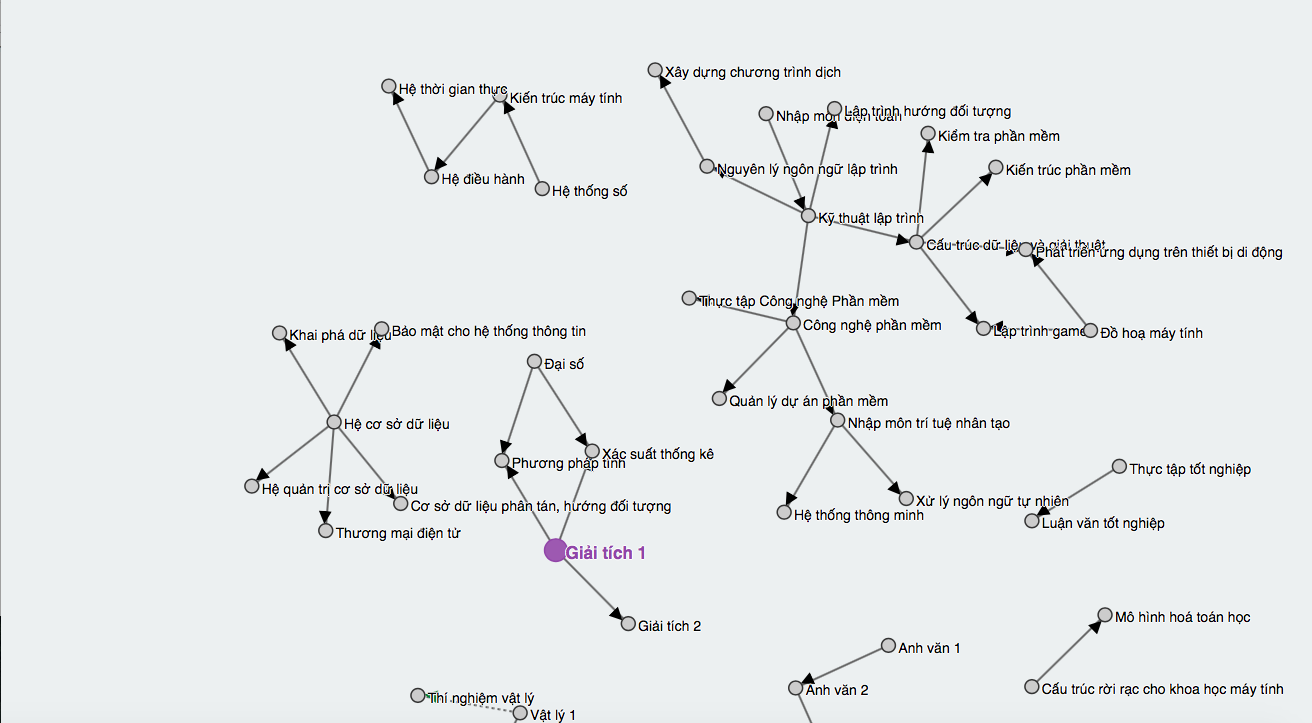 Xây dựng chương trình dịch
Hệ thời gian thực
Kiến trúc máy tính
Lập trình hướng đối tượng
Nhập môn điện toán
Kiểm tra phần mềm
Nguyên lý ngôn ngữ lập trình
Kiến trúc phần mềm
Hệ điều hành
Hệ thống số
Kỹ thuật lập trình
Cấu trúc dữ liệu và giải thuật
Phát triển ứng dụng trên thiết bị di động
Thực tập Công nghệ Phần mềm
Công nghệ phần mềm
Khai phá dữ liệu
Bảo mật cho hệ thống thông tin
Lập trình game
Đồ hoạ máy tính
Đại số
Quản lý dự án phần mềm
Hệ cơ sở dữ liệu
Nhập môn trí tuệ nhân tạo
Xác suất thống kê
Phương pháp tính
Thực tập tốt nghiệp
Hệ quản trị cơ sở dữ liệu
Xử lý ngôn ngữ tự nhiên
Cơ sở dữ liệu phân tán, hướng đối tượng
Hệ thống thông minh
Luận văn tốt nghiệp
Thương mại điện tử
Giải tích 1
Mô hình hoá toán học
Giải tích 2
Anh văn 1
Cấu trúc rời rạc cho khoa học máy tính
Anh văn 2
Thí nghiệm vật lý
Vật lý 1